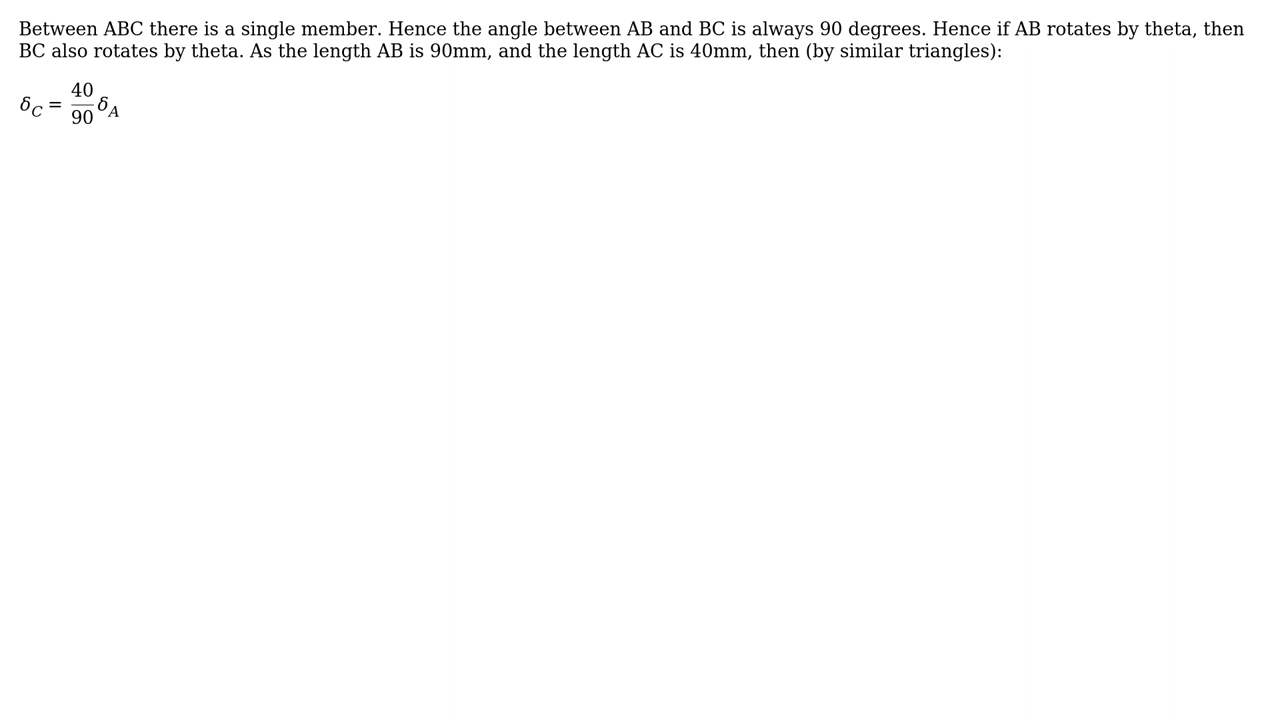 Between ABC there is a single member. Hence the angle between AB and BC is always 90 degrees. Hence if AB rotates by theta, then
BC also rotates by theta. As the length AB is 90mm, and the length AC is 40mm, then (by similar triangles):
δ_C = 40/90 δ_A